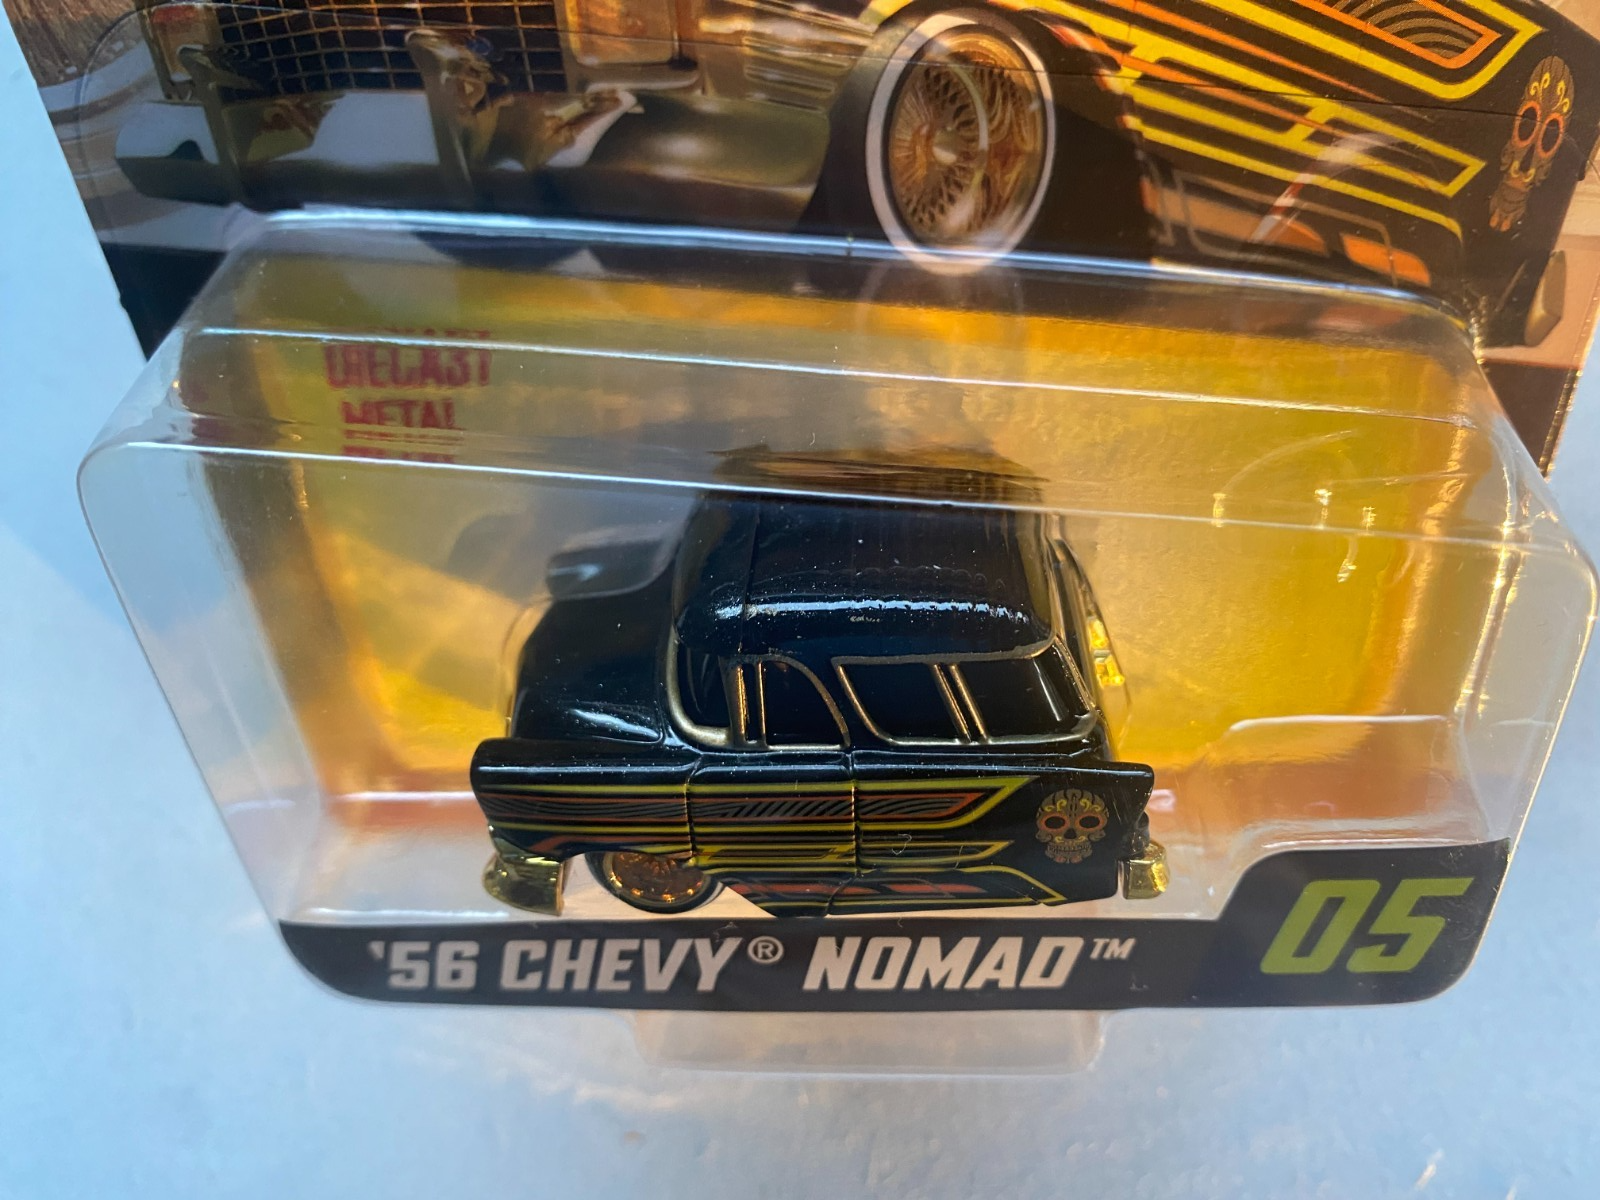 DIECAST
METAL
'56 CHEVY® NOMAD™
05